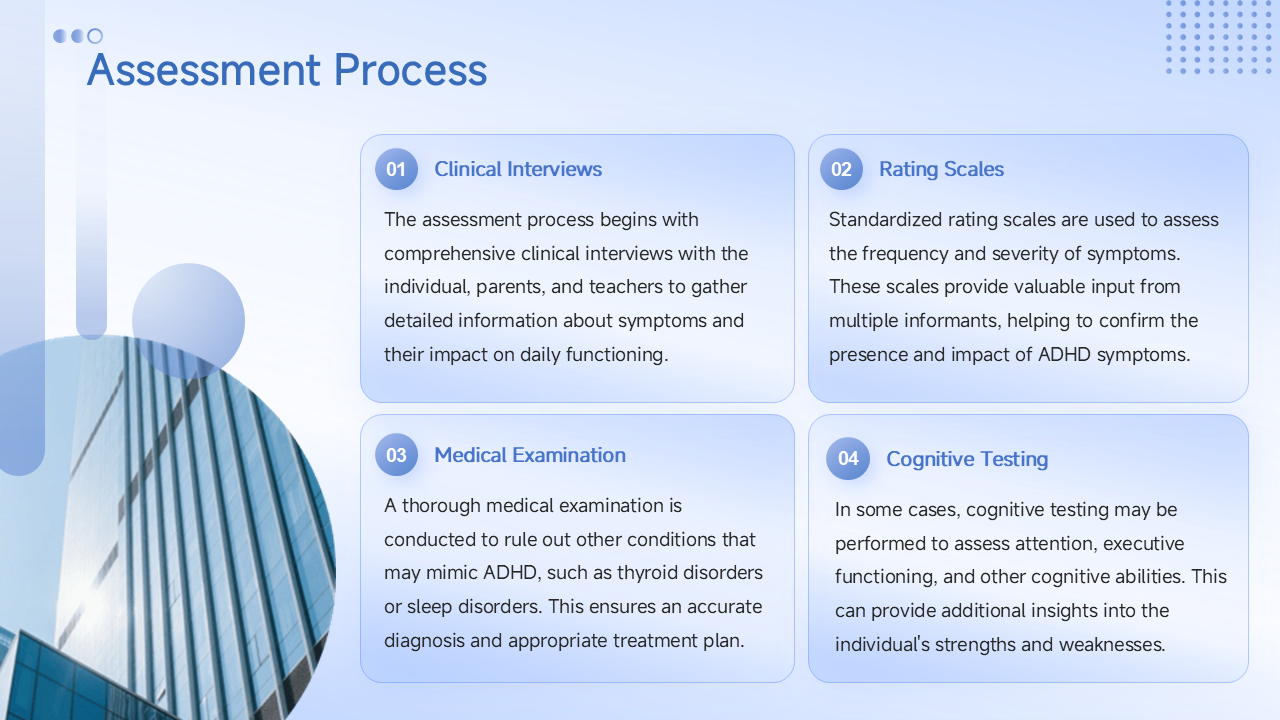 Assessment Process
01 Clinical Interviews
The assessment process begins with
comprehensive clinical interviews with the
individual, parents, and teachers to gather
detailed information about symptoms and
their impact on daily functioning.
02 Rating Scales
Standardized rating scales are used to assess
the frequency and severity of symptoms.
These scales provide valuable input from
multiple informants, helping to confirm the
presence and impact of ADHD symptoms.
03 Medical Examination
A thorough medical examination is
conducted to rule out other conditions that
may mimic ADHD, such as thyroid disorders
or sleep disorders. This ensures an accurate
diagnosis and appropriate treatment plan.
04 Cognitive Testing
In some cases, cognitive testing may be
performed to assess attention, executive
functioning, and other cognitive abilities. This
can provide additional insights into the
individual's strengths and weaknesses.